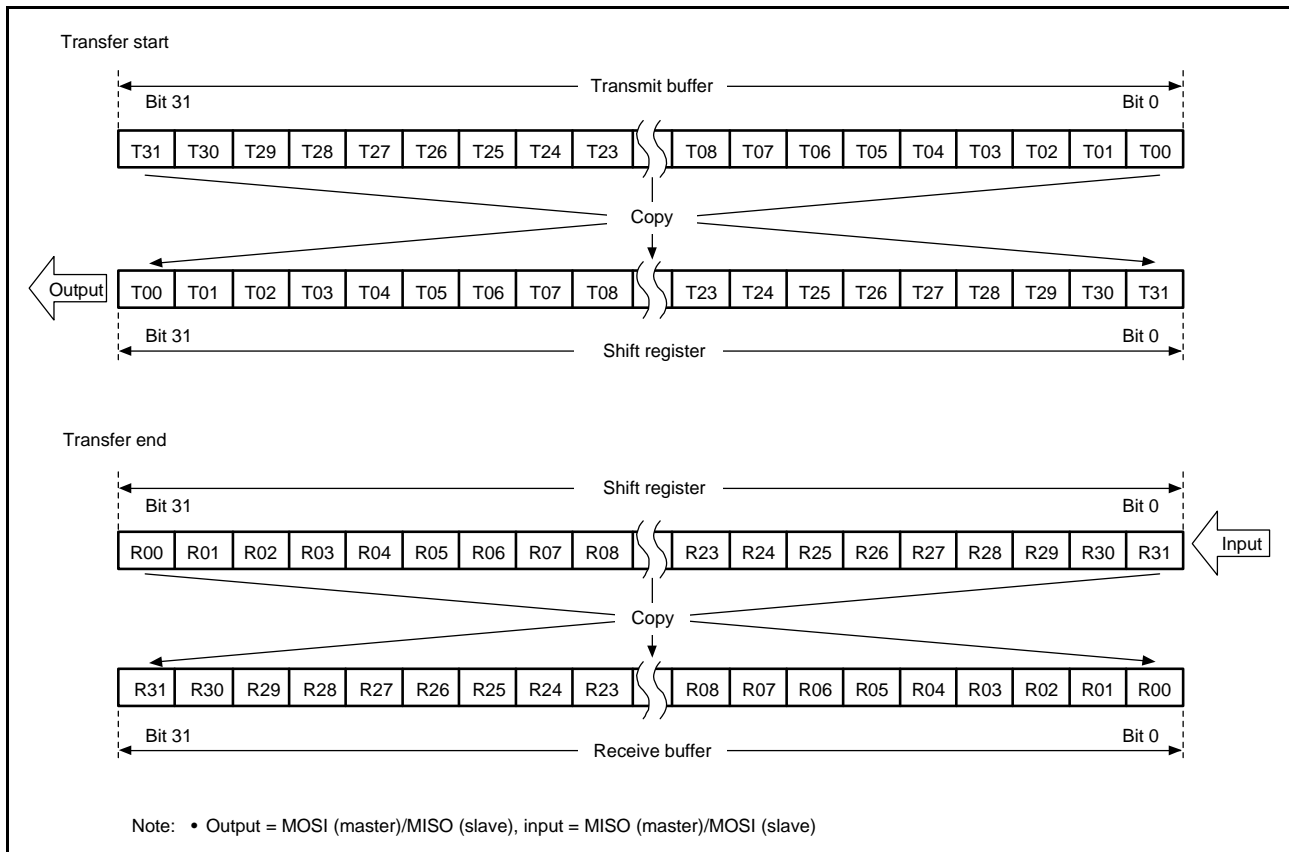 Transfer start
Transmit buffer
Bit 31 Bit 0
T31 T30 T29 T28 T27 T26 T25 T24 T23 T08 T07 T06 T05 T04 T03 T02 T01 T00
Copy
Output T00 T01 T02 T03 T04 T05 T06 T07 T08 T23 T24 T25 T26 T27 T28 T29 T30 T31
Bit 31 Bit 0
Shift register
Transfer end
Shift register
Bit 31 Bit 0
R00 R01 R02 R03 R04 R05 R06 R07 R08 R23 R24 R25 R26 R27 R28 R29 R30 R31 Input
Copy
R31 R30 R29 R28 R27 R26 R25 R24 R23 R08 R07 R06 R05 R04 R03 R02 R01 R00
Bit 31 Bit 0
Receive buffer
Note: • Output = MOSI (master)/MISO (slave), input = MISO (master)/MOSI (slave)